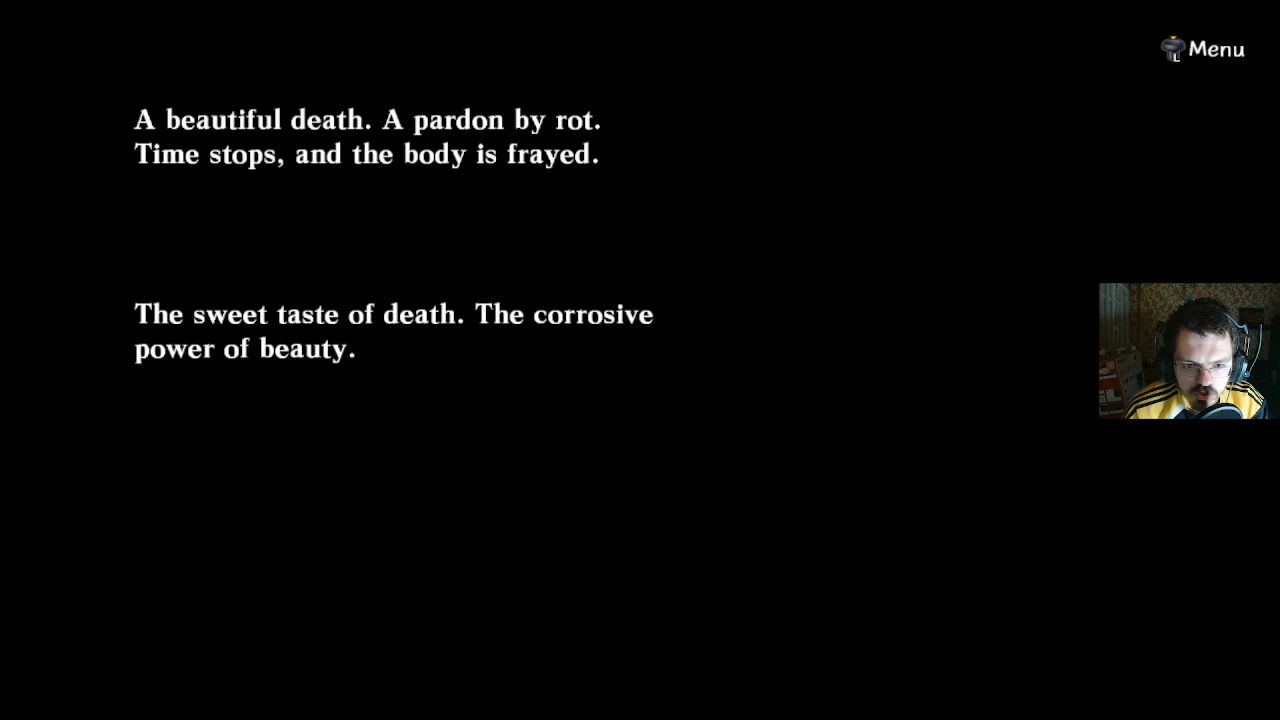 Menu
A beautiful death. A pardon by rot.
Time stops, and the body is frayed.
The sweet taste of death. The corrosive
power of beauty.